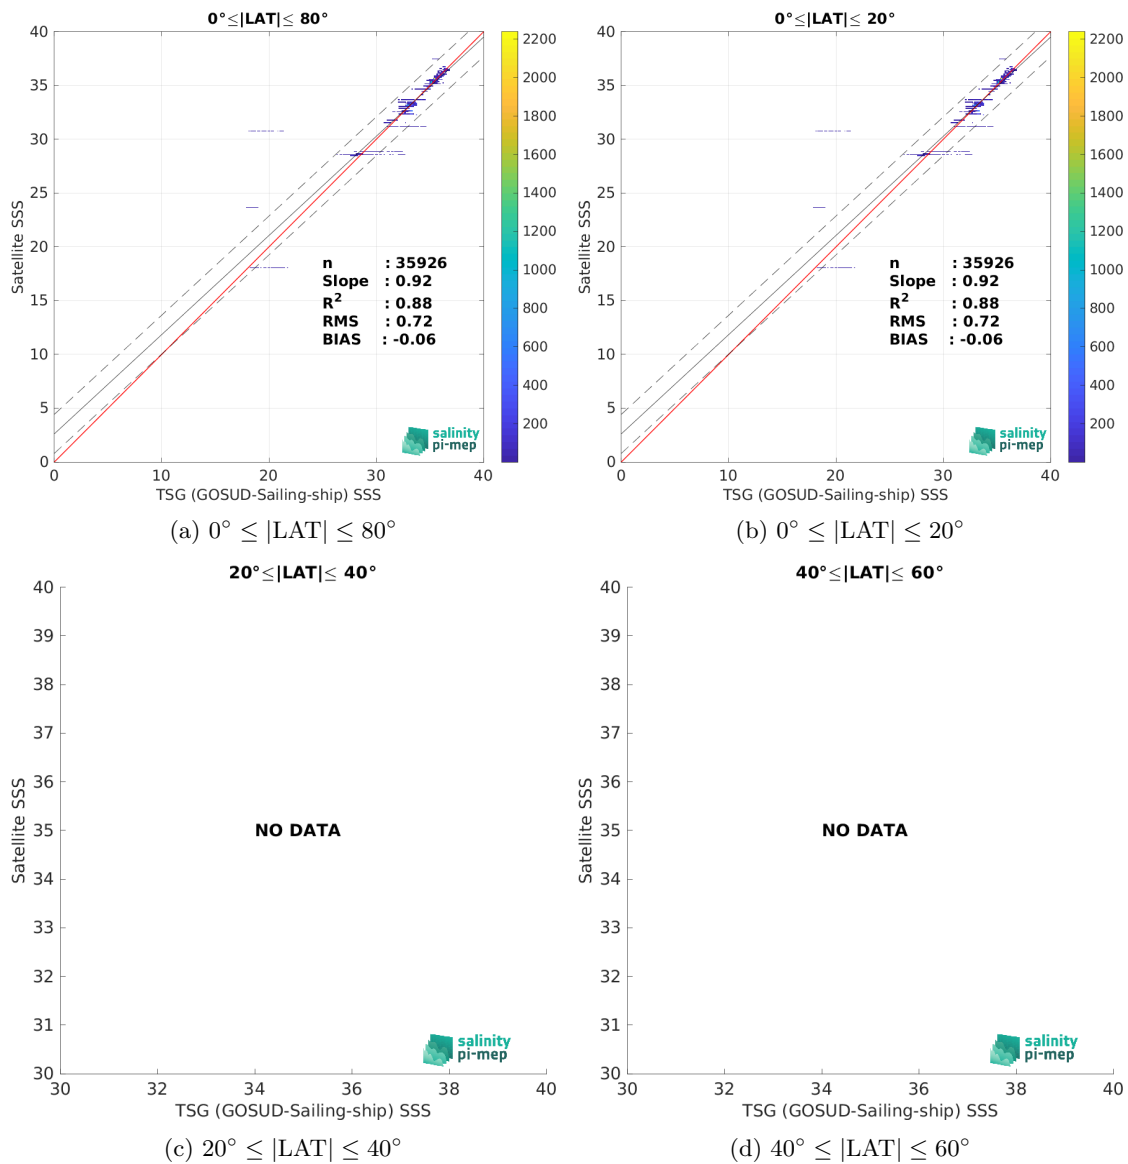 0°≤|LAT|≤ 80°
40
35
30
25
20
15
10
5
0
Satellite SSS
n : 35926
Slope : 0.92
R² : 0.88
RMS : 0.72
BIAS : -0.06
salinity
pi-mep
0 10 20 30 40
TSG (GOSUD-Sailing-ship) SSS
2200
2000
1800
1600
1400
1200
1000
800
600
400
200
(a) 0° ≤ |LAT| ≤ 80°
0°≤|LAT|≤ 20°
40
35
30
25
20
15
10
5
0
Satellite SSS
n : 35926
Slope : 0.92
R² : 0.88
RMS : 0.72
BIAS : -0.06
salinity
pi-mep
0 10 20 30 40
TSG (GOSUD-Sailing-ship) SSS
2200
2000
1800
1600
1400
1200
1000
800
600
400
200
(b) 0° ≤ |LAT| ≤ 20°
20°≤|LAT|≤ 40°
40
39
38
37
36
35
34
33
32
31
30
Satellite SSS
NO DATA
salinity
pi-mep
30 32 34 36 38 40
TSG (GOSUD-Sailing-ship) SSS
(c) 20° ≤ |LAT| ≤ 40°
40°≤|LAT|≤ 60°
40
39
38
37
36
35
34
33
32
31
30
Satellite SSS
NO DATA
salinity
pi-mep
30 32 34 36 38 40
TSG (GOSUD-Sailing-ship) SSS
(d) 40° ≤ |LAT| ≤ 60°